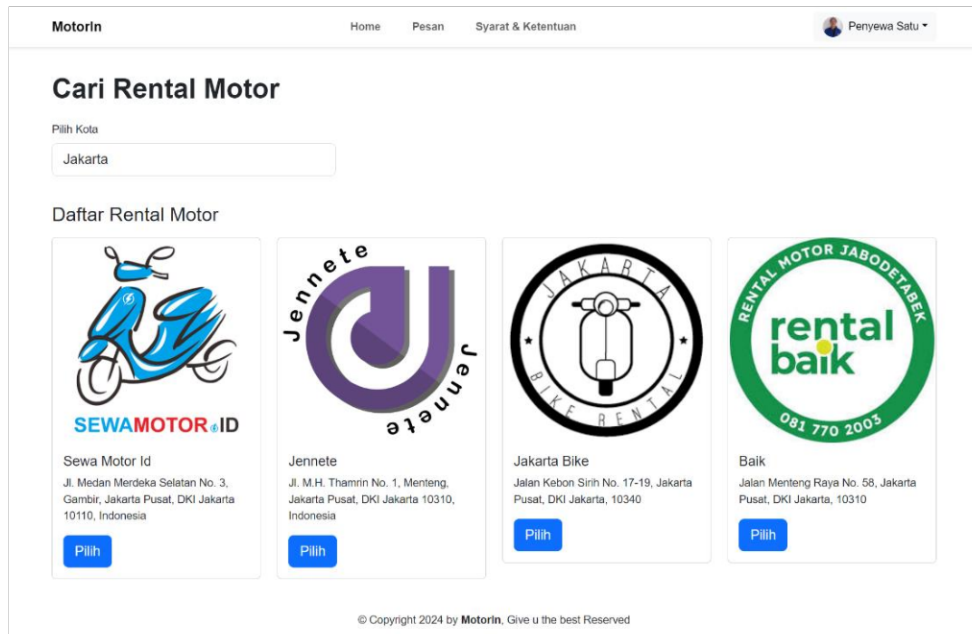 MotorIn
Home
Pesan
Syarat & Ketentuan
Penyewa Satu
Cari Rental Motor
Pilih Kota
Jakarta
Daftar Rental Motor
SEWAMOTOR.ID
Sewa Motor Id
Jl. Medan Merdeka Selatan No. 3,
Gambir, Jakarta Pusat, DKI Jakarta
10110, Indonesia
Pilih
Jennete
Jennete
Jennete
Jl. M.H. Thamrin No. 1, Menteng,
Jakarta Pusat, DKI Jakarta 10310,
Indonesia
Pilih
JAKARTA
BIKE RENTAL
Jakarta Bike
Jalan Kebon Sirih No. 17-19, Jakarta
Pusat, DKI Jakarta, 10340
Pilih
RENTAL MOTOR JABODETABEK
rental
baik
081 770 2003
Baik
Jalan Menteng Raya No. 58, Jakarta
Pusat, DKI Jakarta, 10310
Pilih
© Copyright 2024 by MotorIn, Give u the best Reserved